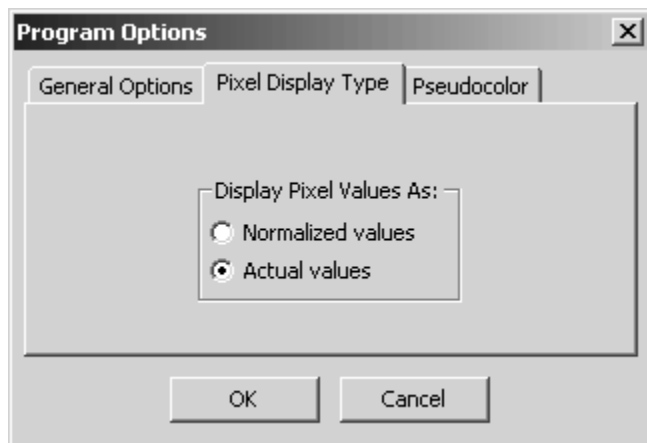 Program Options
General Options Pixel Display Type Pseudocolor
Display Pixel Values As:
Normalized values
Actual values
OK Cancel